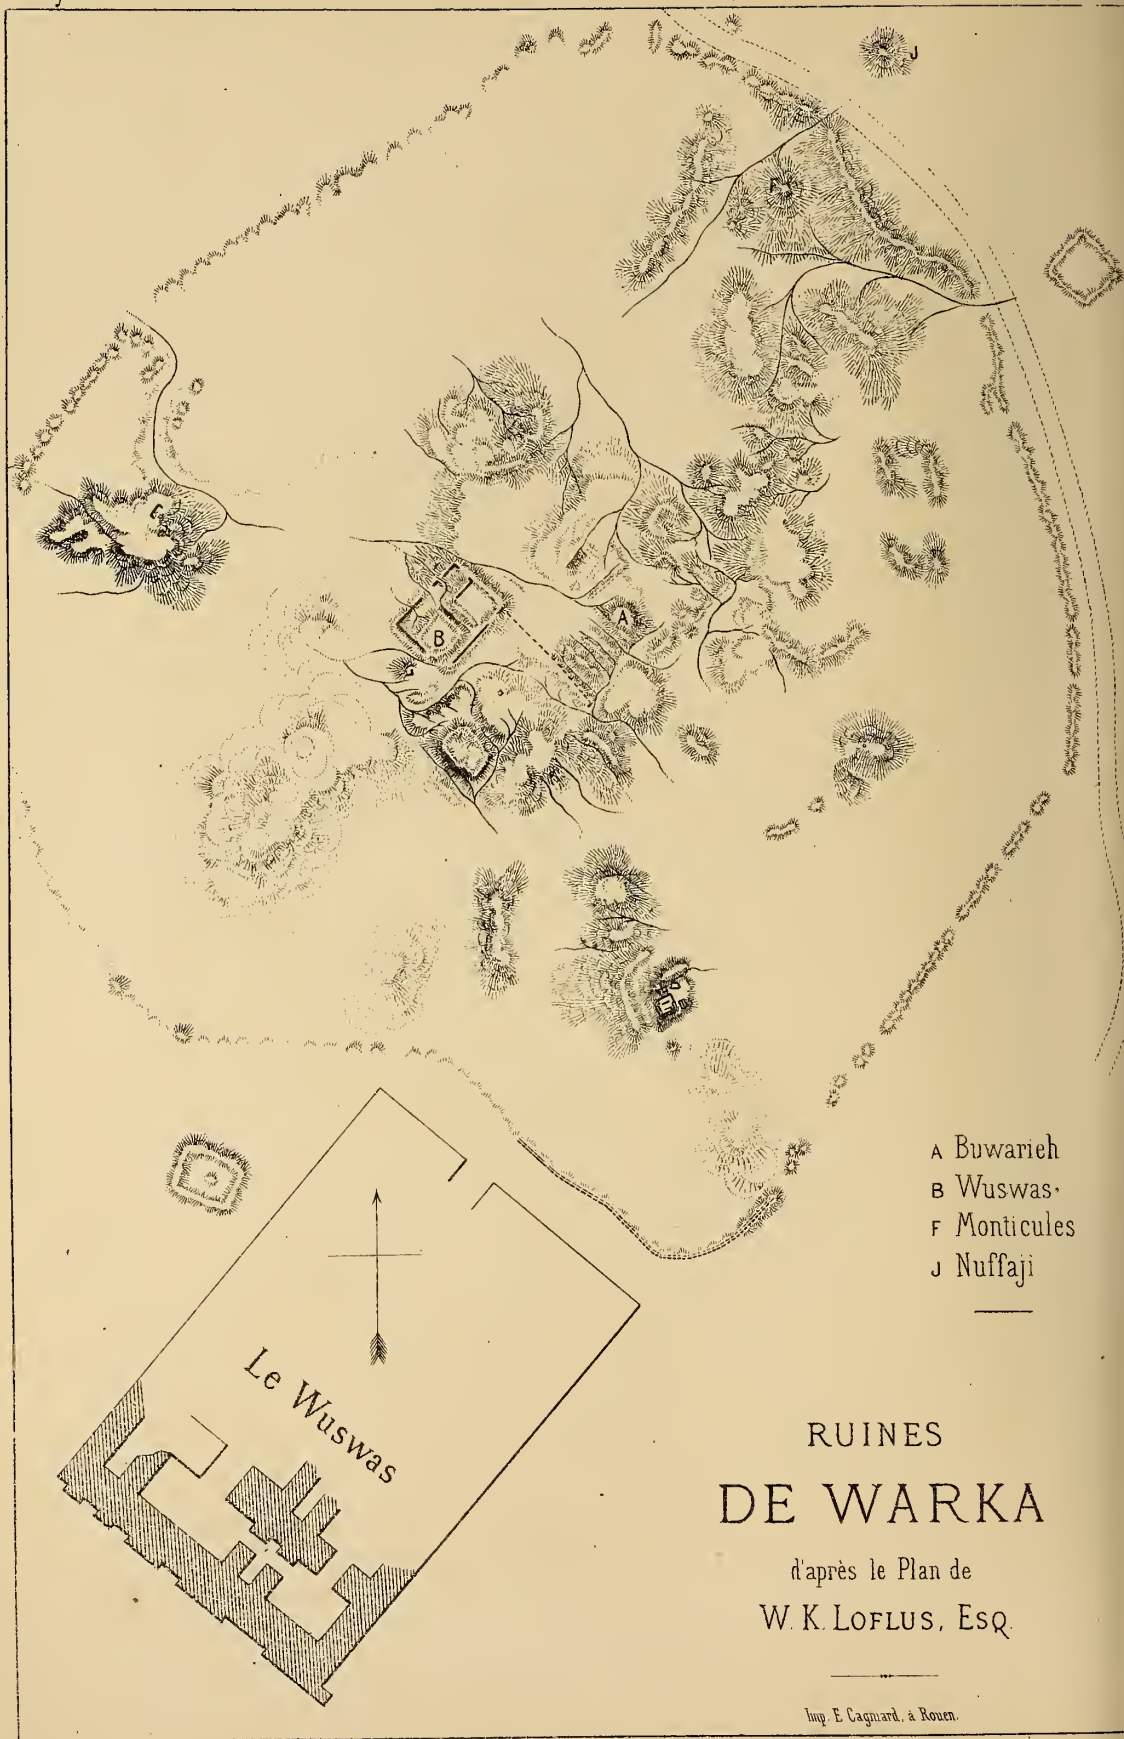 J
F
E
B
A
A Buwarieh
B Wuswas.
F Monticules
J Nuffaji
Le Wuswas
RUINES
DE WARKA
d'après le Plan de
W. K. LOFLUS, ESQ.
Imp. E. Cagniard, à Rouen.